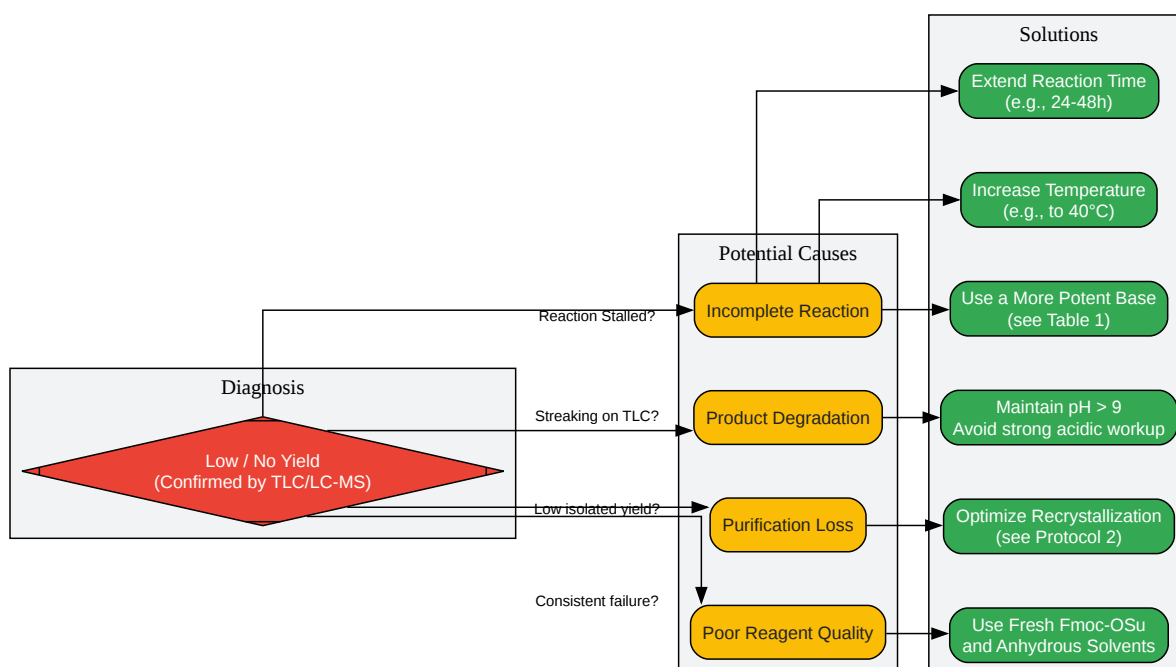 Solutions
Extend Reaction Time
(e.g., 24-48h)
Increase Temperature
(e.g., to 40°C)
Potential Causes
Incomplete Reaction
Use a More Potent Base
(see Table 1)
Reaction Stalled?
Diagnosis
Streaking on TLC?
Product Degradation
Maintain pH > 9
Avoid strong acidic workup
Low / No Yield
(Confirmed by TLC/LC-MS)
Low isolated yield?
Purification Loss
Optimize Recrystallization
(see Protocol 2)
Consistent failure?
Poor Reagent Quality
Use Fresh Fmoc-OSu
and Anhydrous Solvents